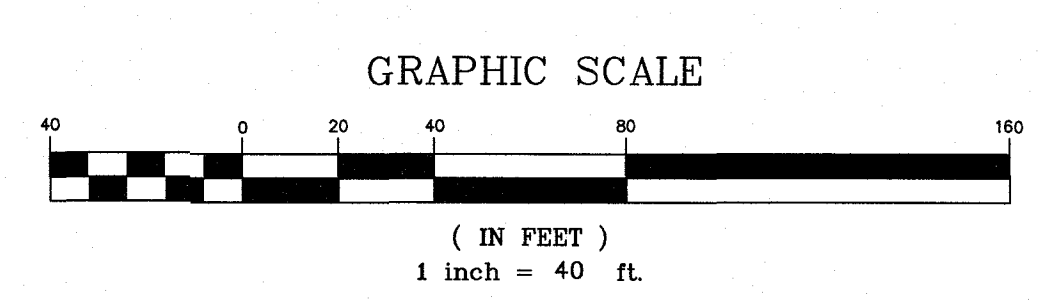 GRAPHIC SCALE
40 0 20 40 80 160
( IN FEET )
1 inch = 40 ft.